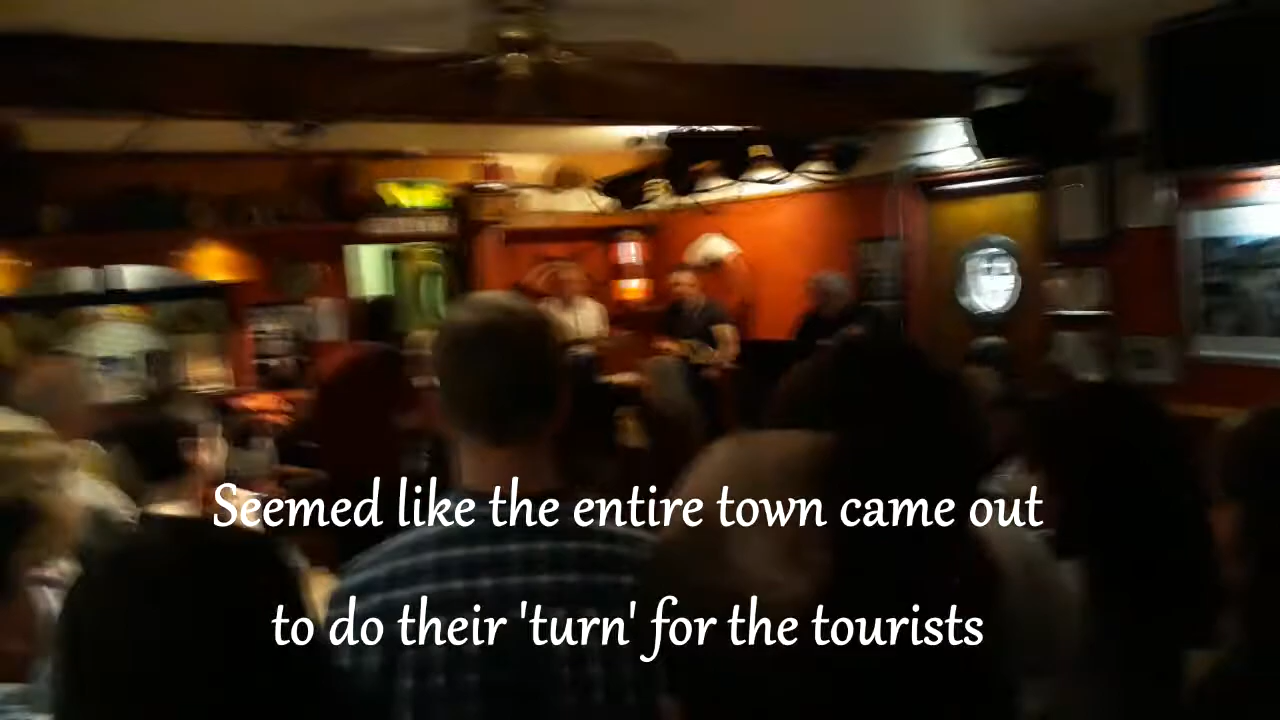 Seemed like the entire town came out
to do their 'turn' for the tourists